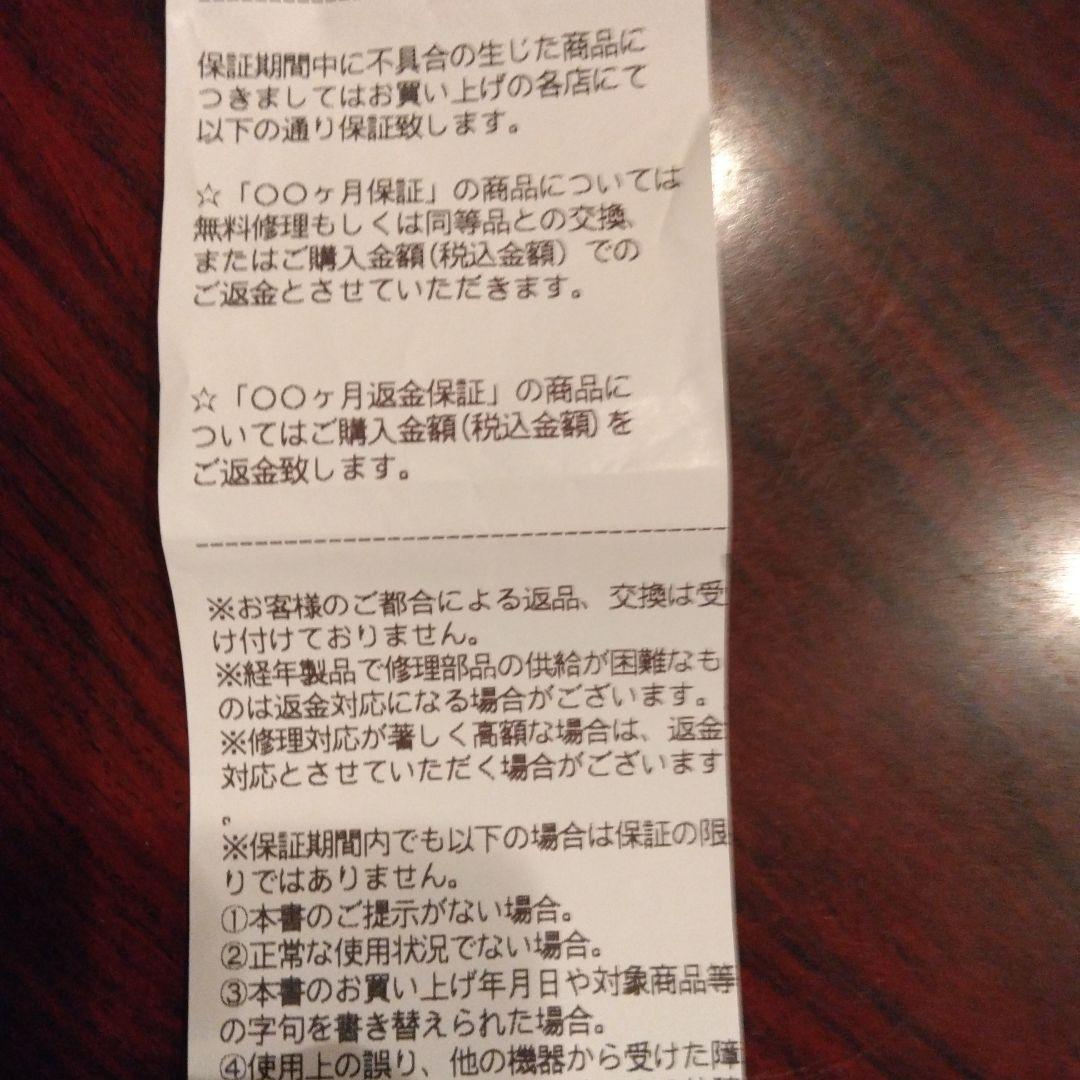 保証期間中に不具合の生じた商品に
つきましてはお買い上げの各店にて
以下の通り保証致します。
☆「〇〇ヶ月保証」の商品については
無料修理もしくは同等品との交換、
またはご購入金額(税込金額) での
ご返金とさせていただきます。
☆「〇〇ヶ月返金保証」の商品に
ついてはご購入金額(税込金額)を
ご返金致します。
※お客様のご都合による返品、交換は受
け付けておりません。
※経年製品で修理部品の供給が困難なも
のは返金対応になる場合がございます。
※修理対応が著しく高額な場合は、返金
対応とさせていただく場合がございます
。
※保証期間内でも以下の場合は保証の限
りではありません。
①本書のご提示がない場合。
②正常な使用状況でない場合。
③本書のお買い上げ年月日や対象商品等
の字句を書き替えられた場合。
④使用上の誤り、他の機器から受けた障